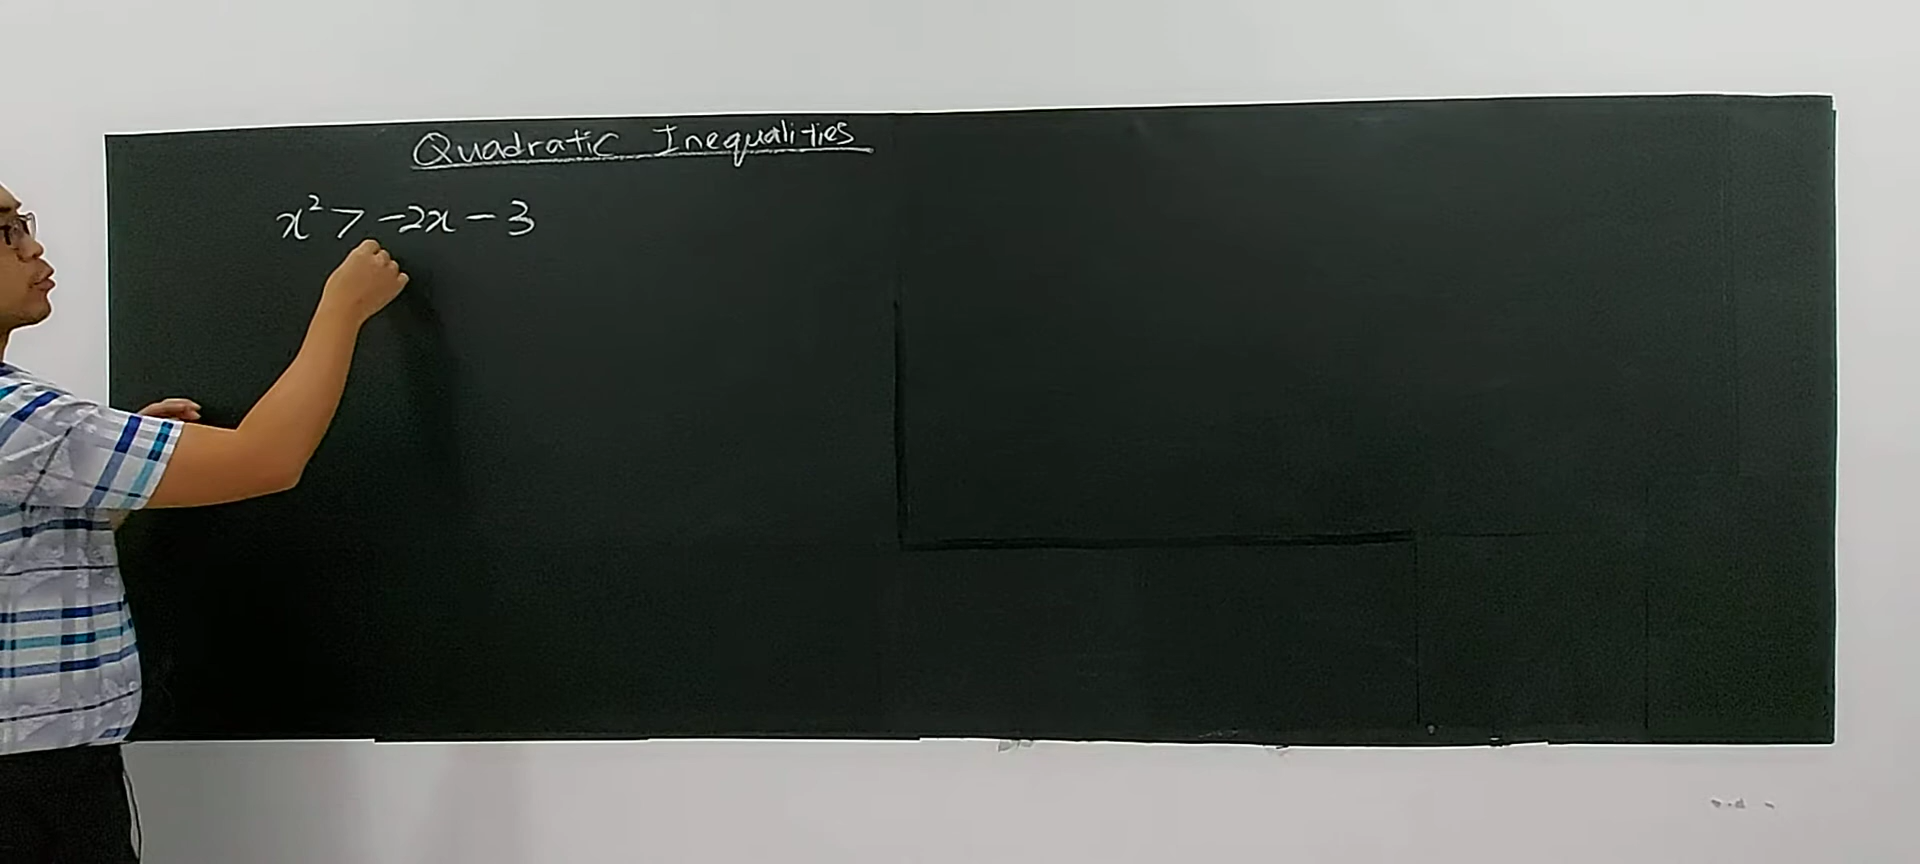 Quadratic Inequalities
x² > -2x - 3